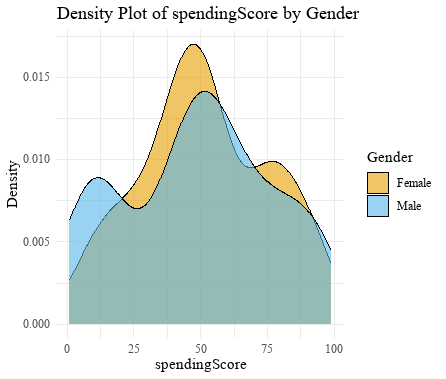 Density Plot of spendingScore by Gender
Density
0.015
0.010
0.005
0.000
0 25 50 75 100
spendingScore
Gender
Female
Male